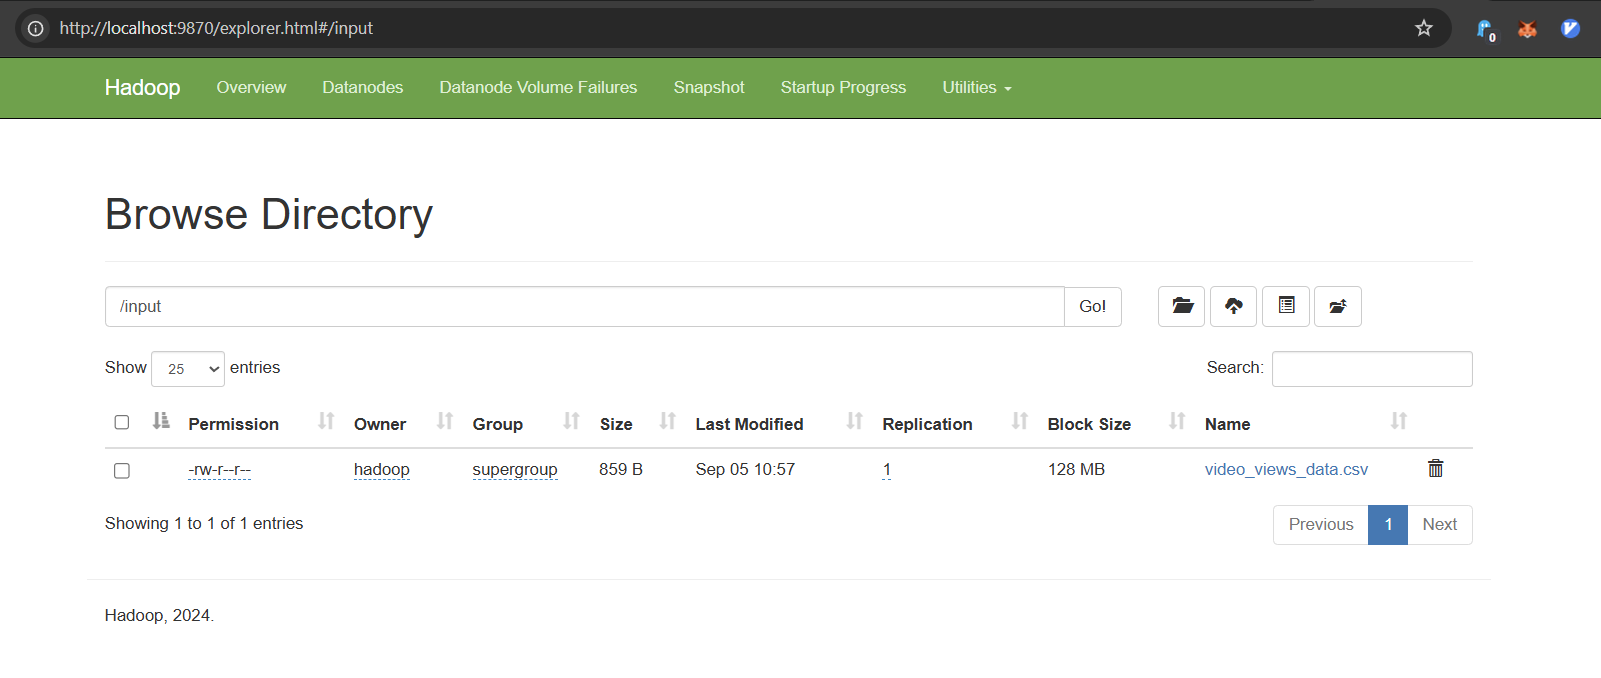 http://localhost:9870/explorer.html#/input
0
Hadoop Overview Datanodes Datanode Volume Failures Snapshot Startup Progress Utilities
Browse Directory
/input Go!
Show 25 entries Search:
Permission Owner Group Size Last Modified Replication Block Size Name
-rw-r--r-- hadoop supergroup 859 B Sep 05 10:57 1 128 MB video_views_data.csv
Showing 1 to 1 of 1 entries Previous 1 Next
Hadoop, 2024.